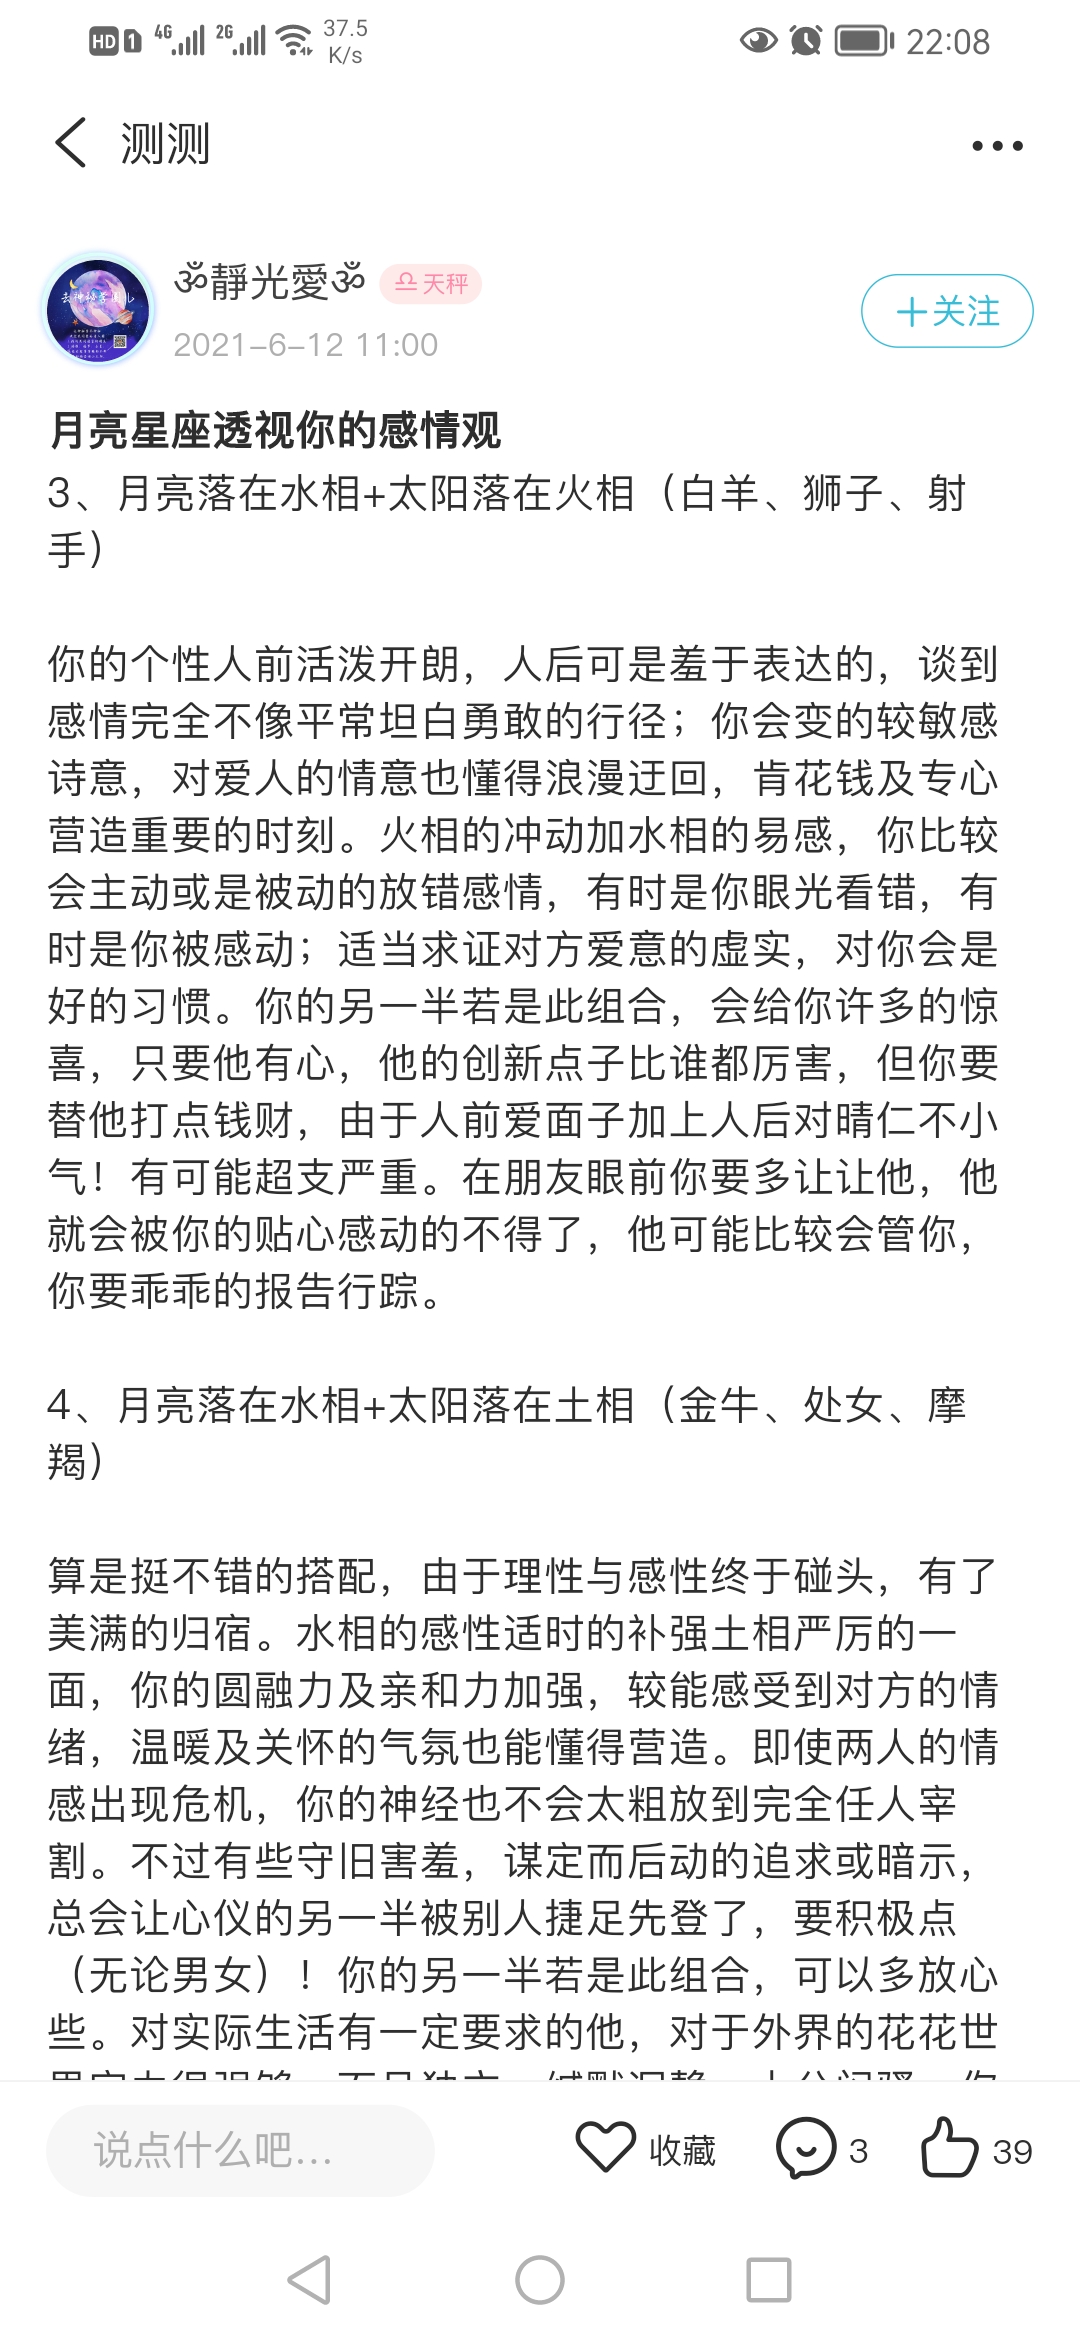 HD 1 4G 2G 37.5 K/s 22:08
测测
ॐ靜光愛ॐ 天秤
+关注
2021-6-12 11:00
月亮星座透视你的感情观
3、月亮落在水相+太阳落在火相（白羊、狮子、射
手）
你的个性人前活泼开朗，人后可是羞于表达的，谈到
感情完全不像平常坦白勇敢的行径；你会变的较敏感
诗意，对爱人的情意也懂得浪漫迂回，肯花钱及专心
营造重要的时刻。火相的冲动加水相的易感，你比较
会主动或是被动的放错感情，有时是你眼光看错，有
时是你被感动；适当求证对方爱意的虚实，对你会是
好的习惯。你的另一半若是此组合，会给你许多的惊
喜，只要他有心，他的创新点子比谁都厉害，但你要
替他打点钱财，由于人前爱面子加上人后对晴仁不小
气！有可能超支严重。在朋友眼前你要多让让他，他
就会被你的贴心感动的不得了，他可能比较会管你，
你要乖乖的报告行踪。
4、月亮落在水相+太阳落在土相（金牛、处女、摩
羯）
算是挺不错的搭配，由于理性与感性终于碰头，有了
美满的归宿。水相的感性适时的补强土相严厉的一
面，你的圆融力及亲和力加强，较能感受到对方的情
绪，温暖及关怀的气氛也能懂得营造。即使两人的情
感出现危机，你的神经也不会太粗放到完全任人宰
割。不过有些守旧害羞，谋定而后动的追求或暗示，
总会让心仪的另一半被别人捷足先登了，要积极点
（无论男女）！你的另一半若是此组合，可以多放心
些。对实际生活有一定要求的他，对于外界的花花世
说点什么吧... 收藏 3 39